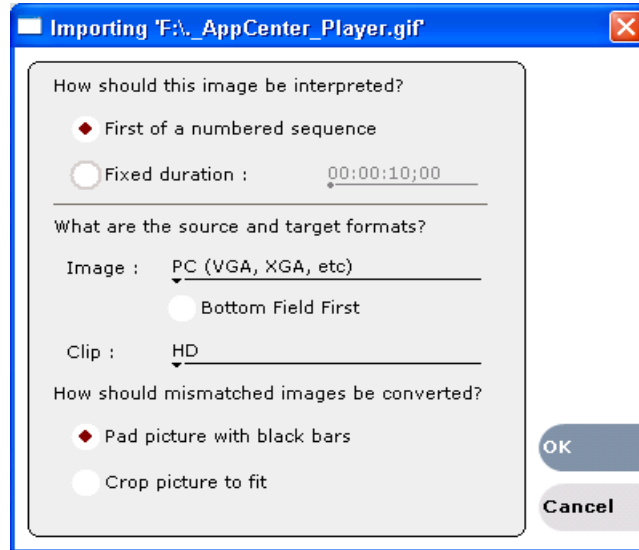 Importing 'F:\._AppCenter_Player.gif'
How should this image be interpreted?
First of a numbered sequence
Fixed duration : 00:00:10;00
What are the source and target formats?
Image : PC (VGA, XGA, etc)
Bottom Field First
Clip : HD
How should mismatched images be converted?
Pad picture with black bars
Crop picture to fit
OK
Cancel